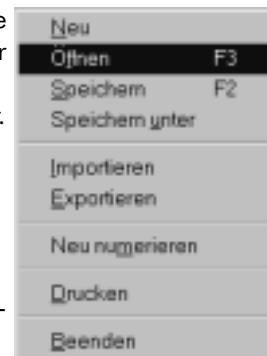 e
r
.
-
Neu
Öffnen F3
Speichern F2
Speichern unter
Importieren
Exportieren
Neu numerieren
Drucken
Beenden